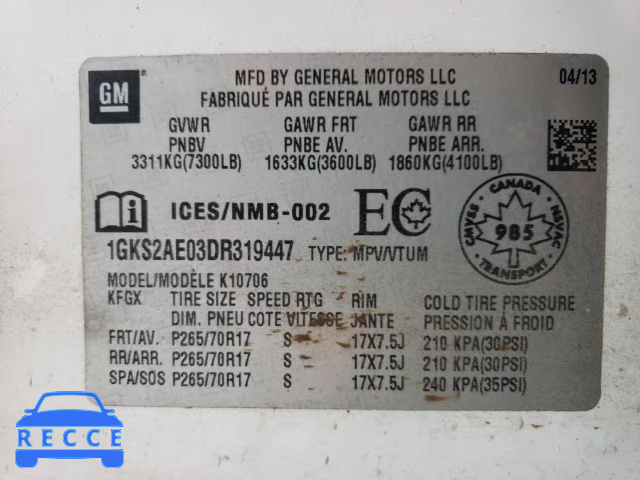 GM
MFD BY GENERAL MOTORS LLC 04/13
FABRIQUÉ PAR GENERAL MOTORS LLC
GVWR GAWR FRT GAWR RR
PNBV PNBE AV. PNBE ARR.
3311KG(7300LB) 1633KG(3600LB) 1860KG(4100LB)
i ICES/NMB-002 EC
CANADA
CMVSS NSVAC
985
TRANSPORT
1GKS2AE03DR319447 TYPE: MPV/VTUM
MODEL/MODÈLE K10706
KFGX TIRE SIZE SPEED RTG RIM COLD TIRE PRESSURE
DIM. PNEU COTE VITESSE JANTE PRESSION À FROID
FRT/AV. P265/70R17 S 17X7.5J 210 KPA(30PSI)
RR/ARR. P265/70R17 S 17X7.5J 210 KPA(30PSI)
SPA/SOS P265/70R17 S 17X7.5J 240 KPA(35PSI)
RECCE